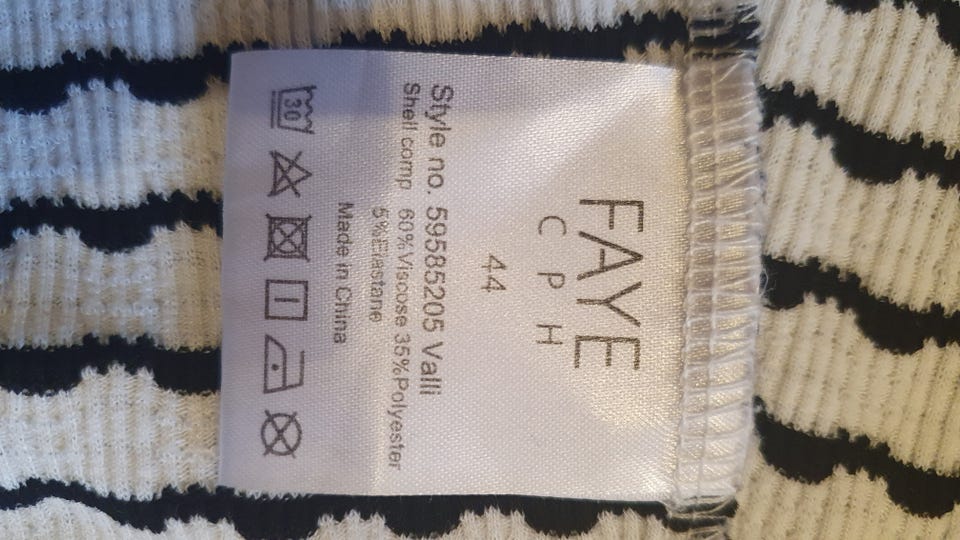 FAYE
C P H
44
Style no. 59585205 Valli
Shell comp 60%Viscose 35%Polyester
5%Elastane
Made in China
30